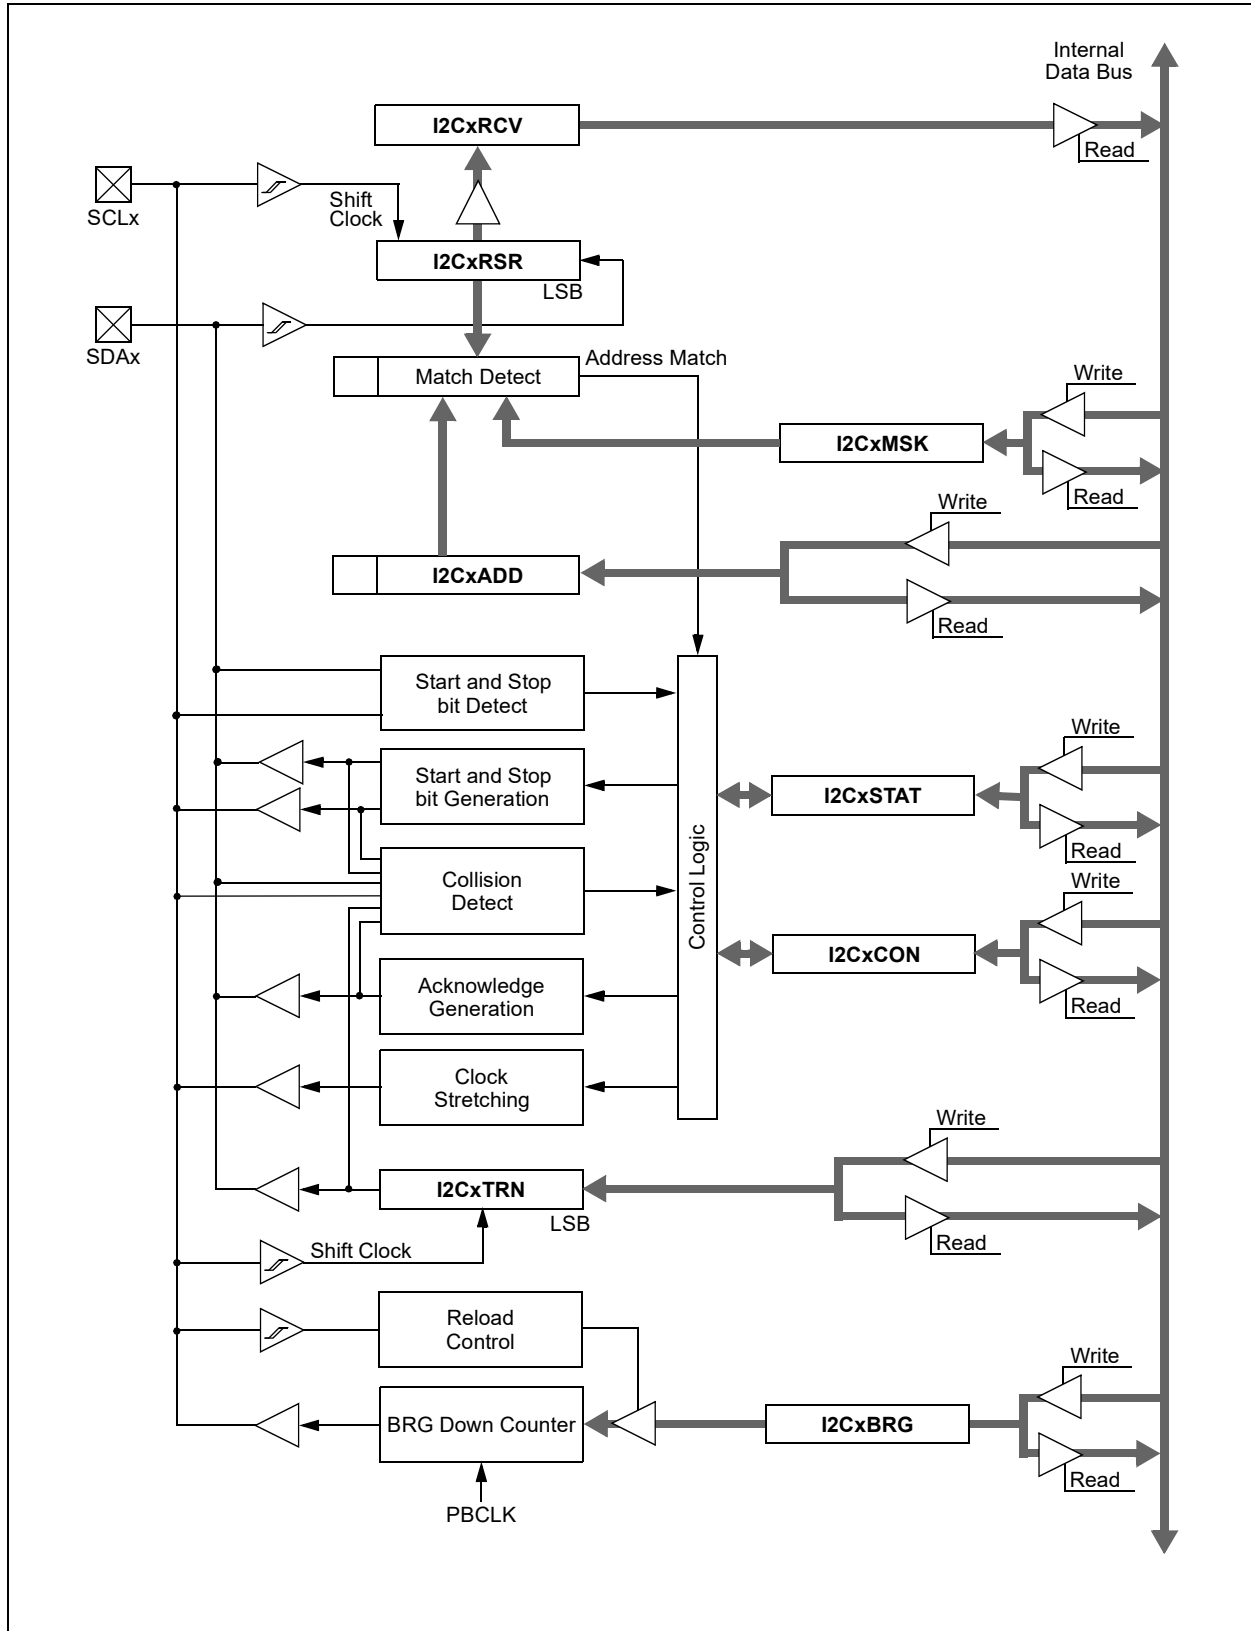 Internal
Data Bus
I2CxRCV
Read
SCLx
Shift
Clock
I2CxRSR
LSB
SDAx
Address Match
Match Detect
Write
I2CxMSK
Read
Write
I2CxADD
Read
Start and Stop
bit Detect
Write
Start and Stop
bit Generation
I2CxSTAT
Read
Control Logic
Collision
Detect
Write
I2CxCON
Read
Acknowledge
Generation
Clock
Stretching
Write
I2CxTRN
LSB
Read
Shift Clock
Reload
Control
Write
BRG Down Counter
I2CxBRG
Read
PBCLK